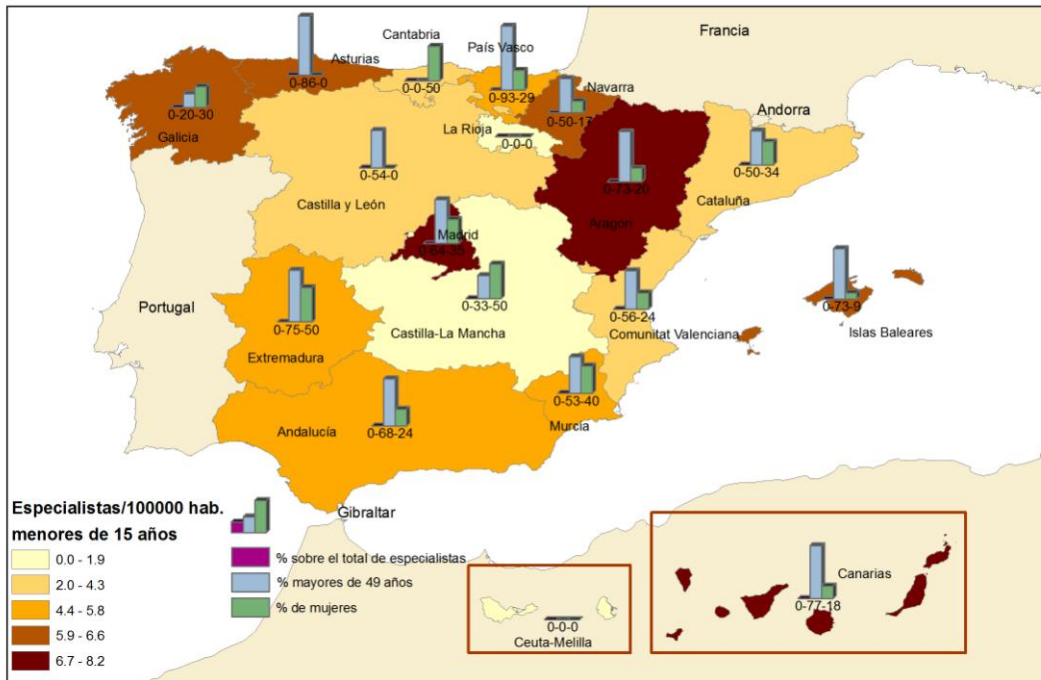 Francia
Cantabria
País Vasco
Asturias
0-86-0
0-0-50
0-93-29
Navarra
0-50-17
Andorra
0-20-30
Galicia
La Rioja
0-0-0
0-54-0
0-73-20
0-50-34
Castilla y León
Cataluña
Aragón
Madrid
0-64-35
Portugal
0-33-50
0-56-24
0-73-9
0-75-50
Castilla-La Mancha
Comunitat Valenciana
Islas Baleares
Extremadura
0-53-40
Andalucía
0-68-24
Murcia
Especialistas/100000 hab.
menores de 15 años
0.0 - 1.9
2.0 - 4.3
4.4 - 5.8
5.9 - 6.6
6.7 - 8.2
% sobre el total de especialistas
% mayores de 49 años
% de mujeres
Gibraltar
0-0-0
Ceuta-Melilla
Canarias
0-77-18